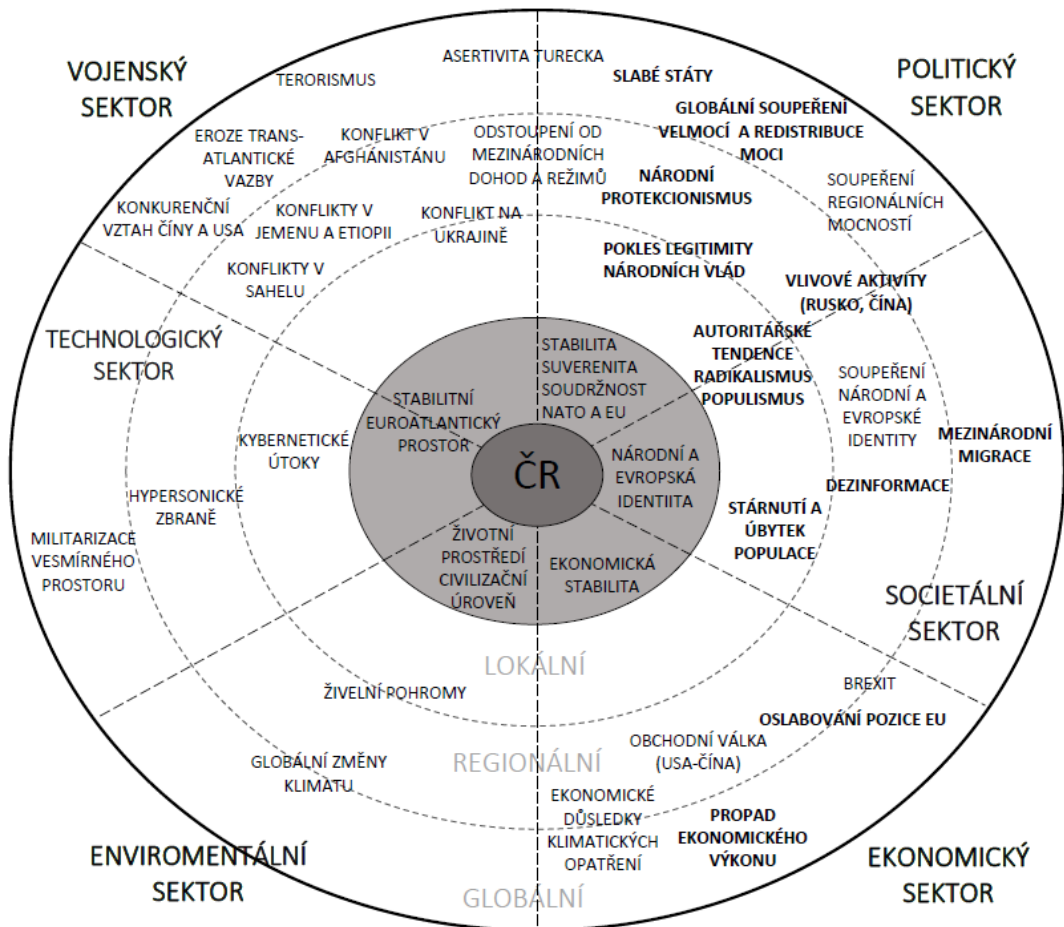 VOJENSKÝ
SEKTOR
TERORISMUS
ASERTIVITA TURECKA
EROZE TRANS-
ATLANTICKÉ
VAZBY
KONFLIKT V
AFGHÁNISTÁNU
ODSTOUPENÍ OD
MEZINÁRODNÍCH
DOHOD A REŽIMŮ
KONKURENČNÍ
VZTAH ČÍNY A USA
KONFLIKTY V
JEMENU A ETIOPII
KONFLIKT NA
UKRAJINĚ
KONFLIKTY V
SAHELU
POLITICKÝ
SEKTOR
SLABÉ STÁTY
GLOBÁLNÍ SOUPEŘENÍ
VELMOCÍ A REDISTRIBUCE
MOCI
NÁRODNÍ
PROTEKCIONISMUS
SOUPEŘENÍ
REGIONÁLNÍCH
MOCNOSTÍ
POKLES LEGITIMITY
NÁRODNÍCH VLÁD
VLIVOVÉ AKTIVITY
(RUSKO, ČÍNA)
AUTORITÁŘSKÉ
TENDENCE
RADIKALISMUS
POPULISMUS
TECHNOLOGICKÝ
SEKTOR
KYBERNETICKÉ
ÚTOKY
HYPERSONICKÉ
ZBRANĚ
MILITARIZACE
VESMÍRNÉHO
PROSTORU
STABILITNÍ
EUROATLANTICKÝ
PROSTOR
STABILITA
SUVERENITA
SOUDRŽNOST
NATO A EU
ČR
NÁRODNÍ A
EVROPSKÁ
IDENTIITA
ŽIVOTNÍ
PROSTŘEDÍ
CIVILIZAČNÍ
ÚROVEŇ
EKONOMICKÁ
STABILITA
SOUPEŘENÍ
NÁRODNÍ A
EVROPSKÉ
IDENTITY
MEZINÁRODNÍ
MIGRACE
DEZINFORMACE
STÁRNUTÍ A
ÚBYTEK
POPULACE
SOCIETÁLNÍ
SEKTOR
LOKÁLNÍ
REGIONÁLNÍ
GLOBÁLNÍ
ŽIVELNÍ POHROMY
GLOBÁLNÍ ZMĚNY
KLIMATU
ENVIROMENTÁLNÍ
SEKTOR
BREXIT
OSLABOVÁNÍ POZICE EU
OBCHODNÍ VÁLKA
(USA-ČÍNA)
EKONOMICKÉ
DŮSLEDKY
KLIMATICKÝCH
OPATŘENÍ
PROPAD
EKONOMICKÉHO
VÝKONU
EKONOMICKÝ
SEKTOR